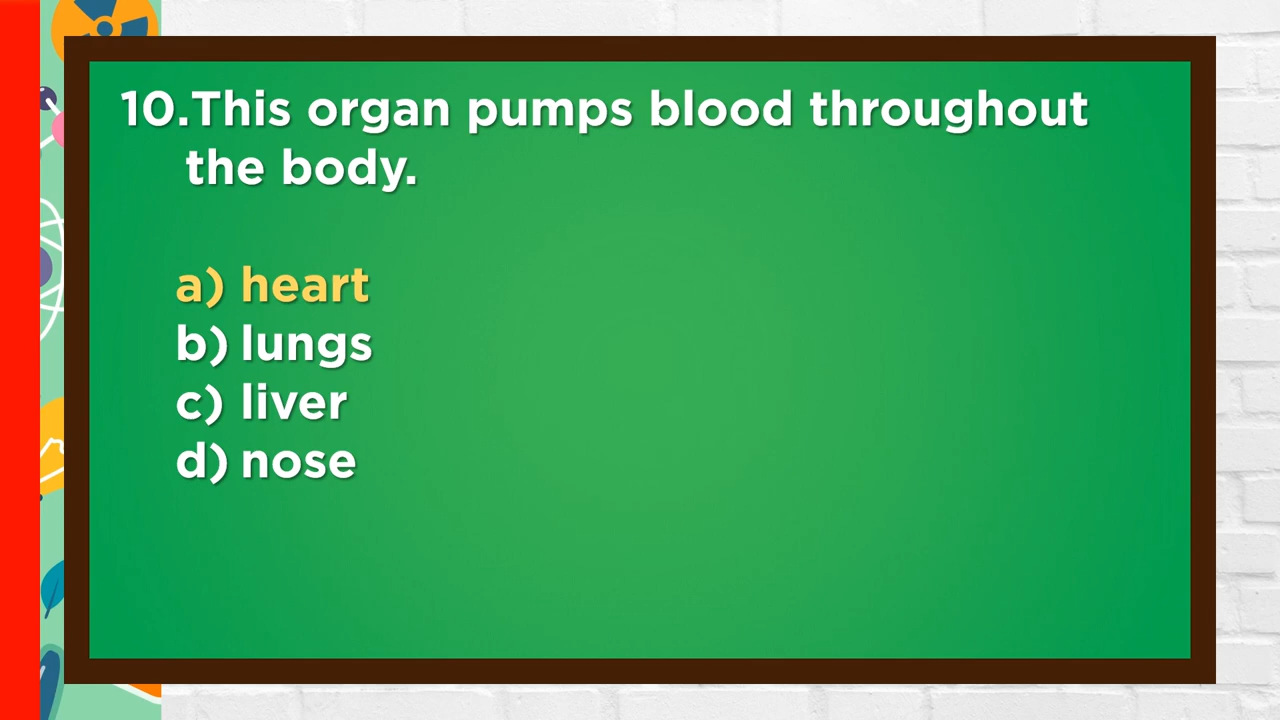 10.This organ pumps blood throughout
the body.
a) heart
b) lungs
c) liver
d) nose